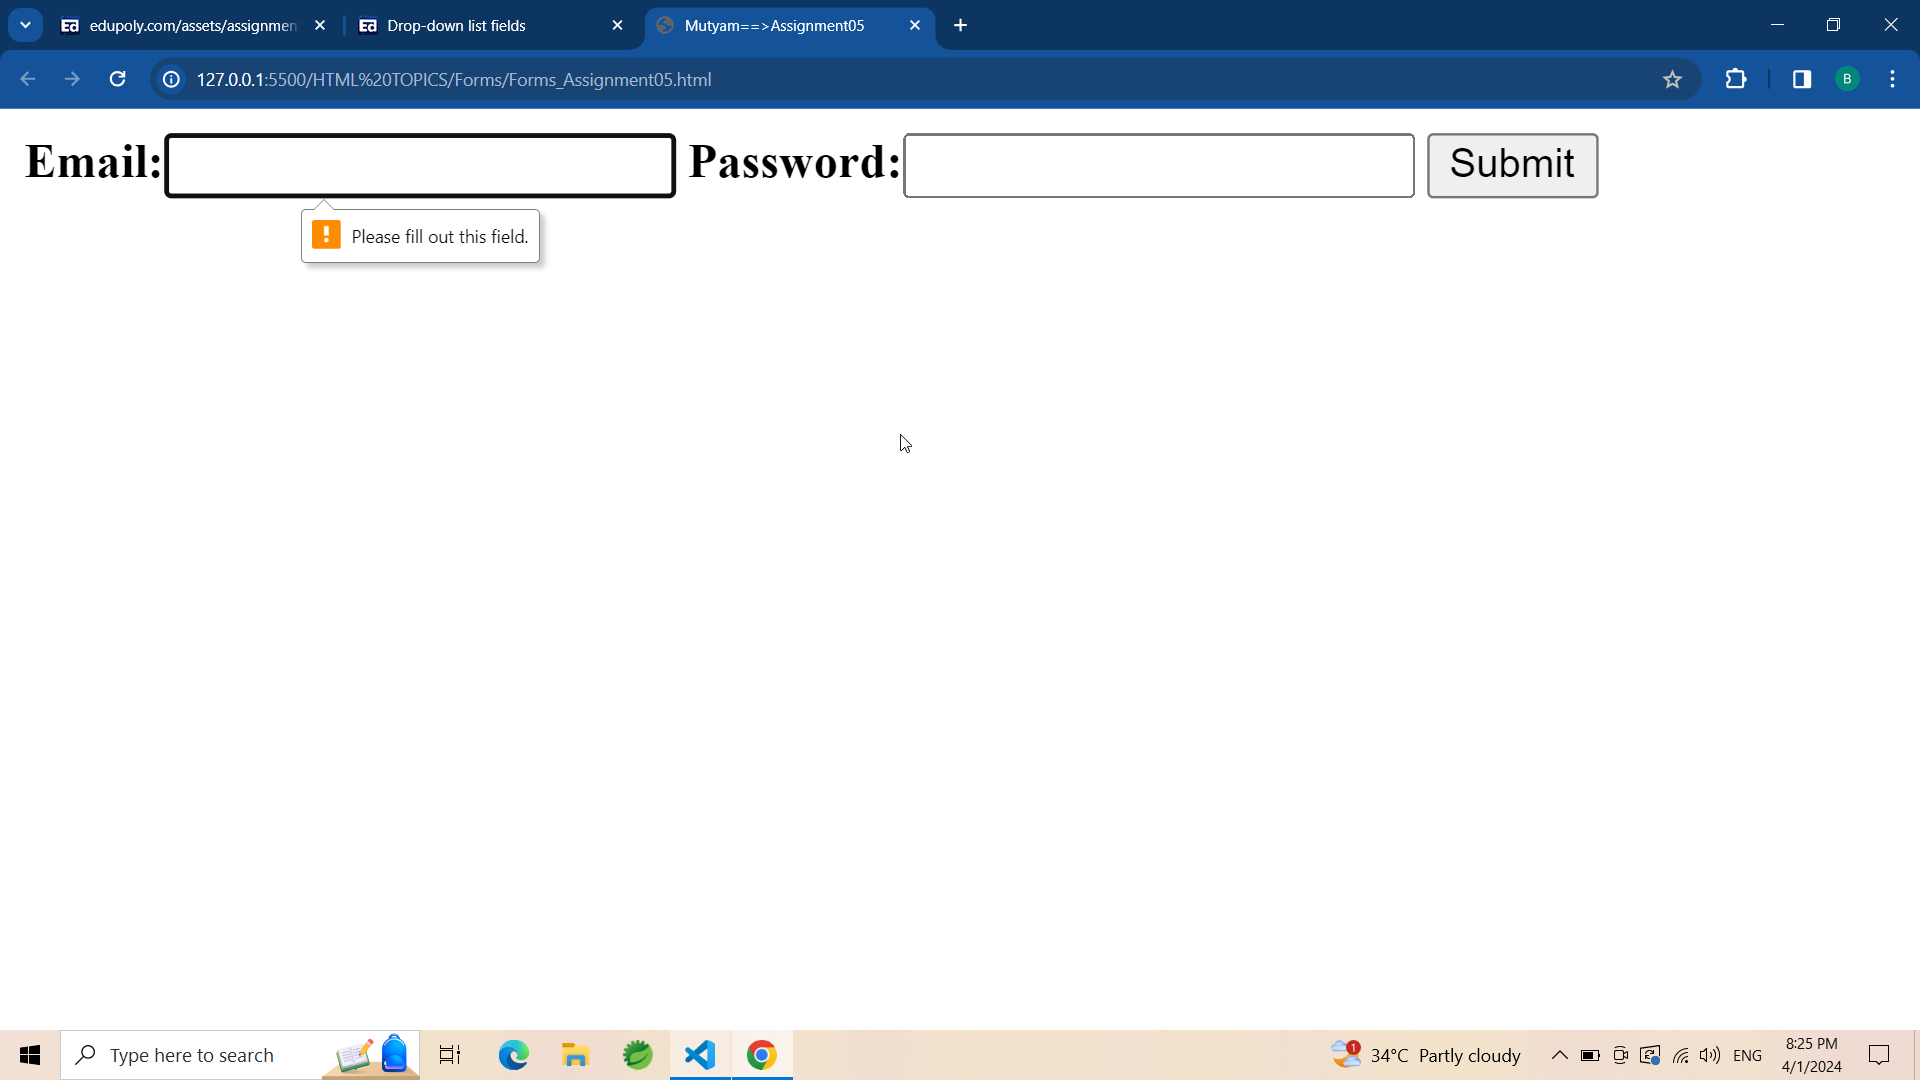 edupoly.com/assets/assignmen
Drop-down list fields
Mutyam==>Assignment05
127.0.0.1:5500/HTML%20TOPICS/Forms/Forms_Assignment05.html
B
Email: Password: Submit
! Please fill out this field.
Type here to search
1
34°C Partly cloudy
ENG
8:25 PM
4/1/2024